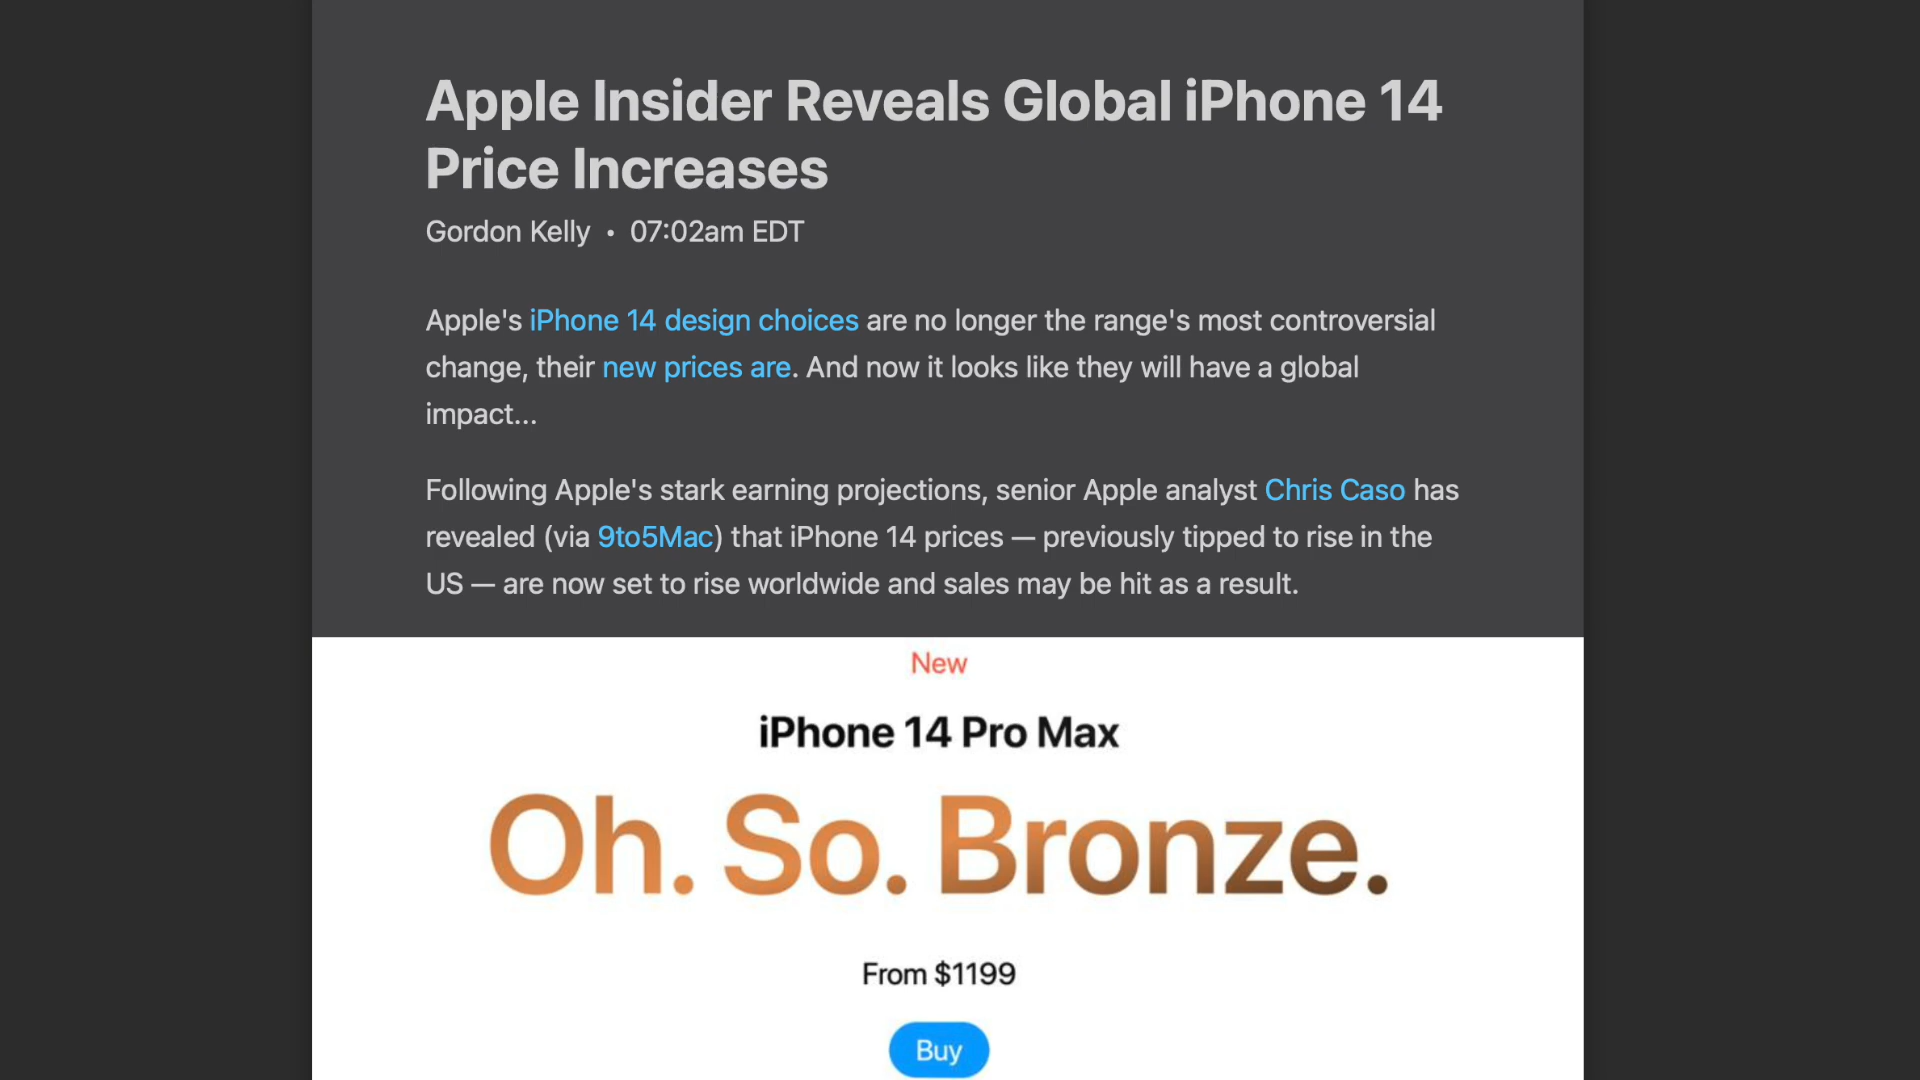 Apple Insider Reveals Global iPhone 14
Price Increases
Gordon Kelly • 07:02am EDT
Apple's iPhone 14 design choices are no longer the range's most controversial
change, their new prices are. And now it looks like they will have a global
impact...
Following Apple's stark earning projections, senior Apple analyst Chris Caso has
revealed (via 9to5Mac) that iPhone 14 prices — previously tipped to rise in the
US — are now set to rise worldwide and sales may be hit as a result.
New
iPhone 14 Pro Max
Oh. So. Bronze.
From $1199
Buy